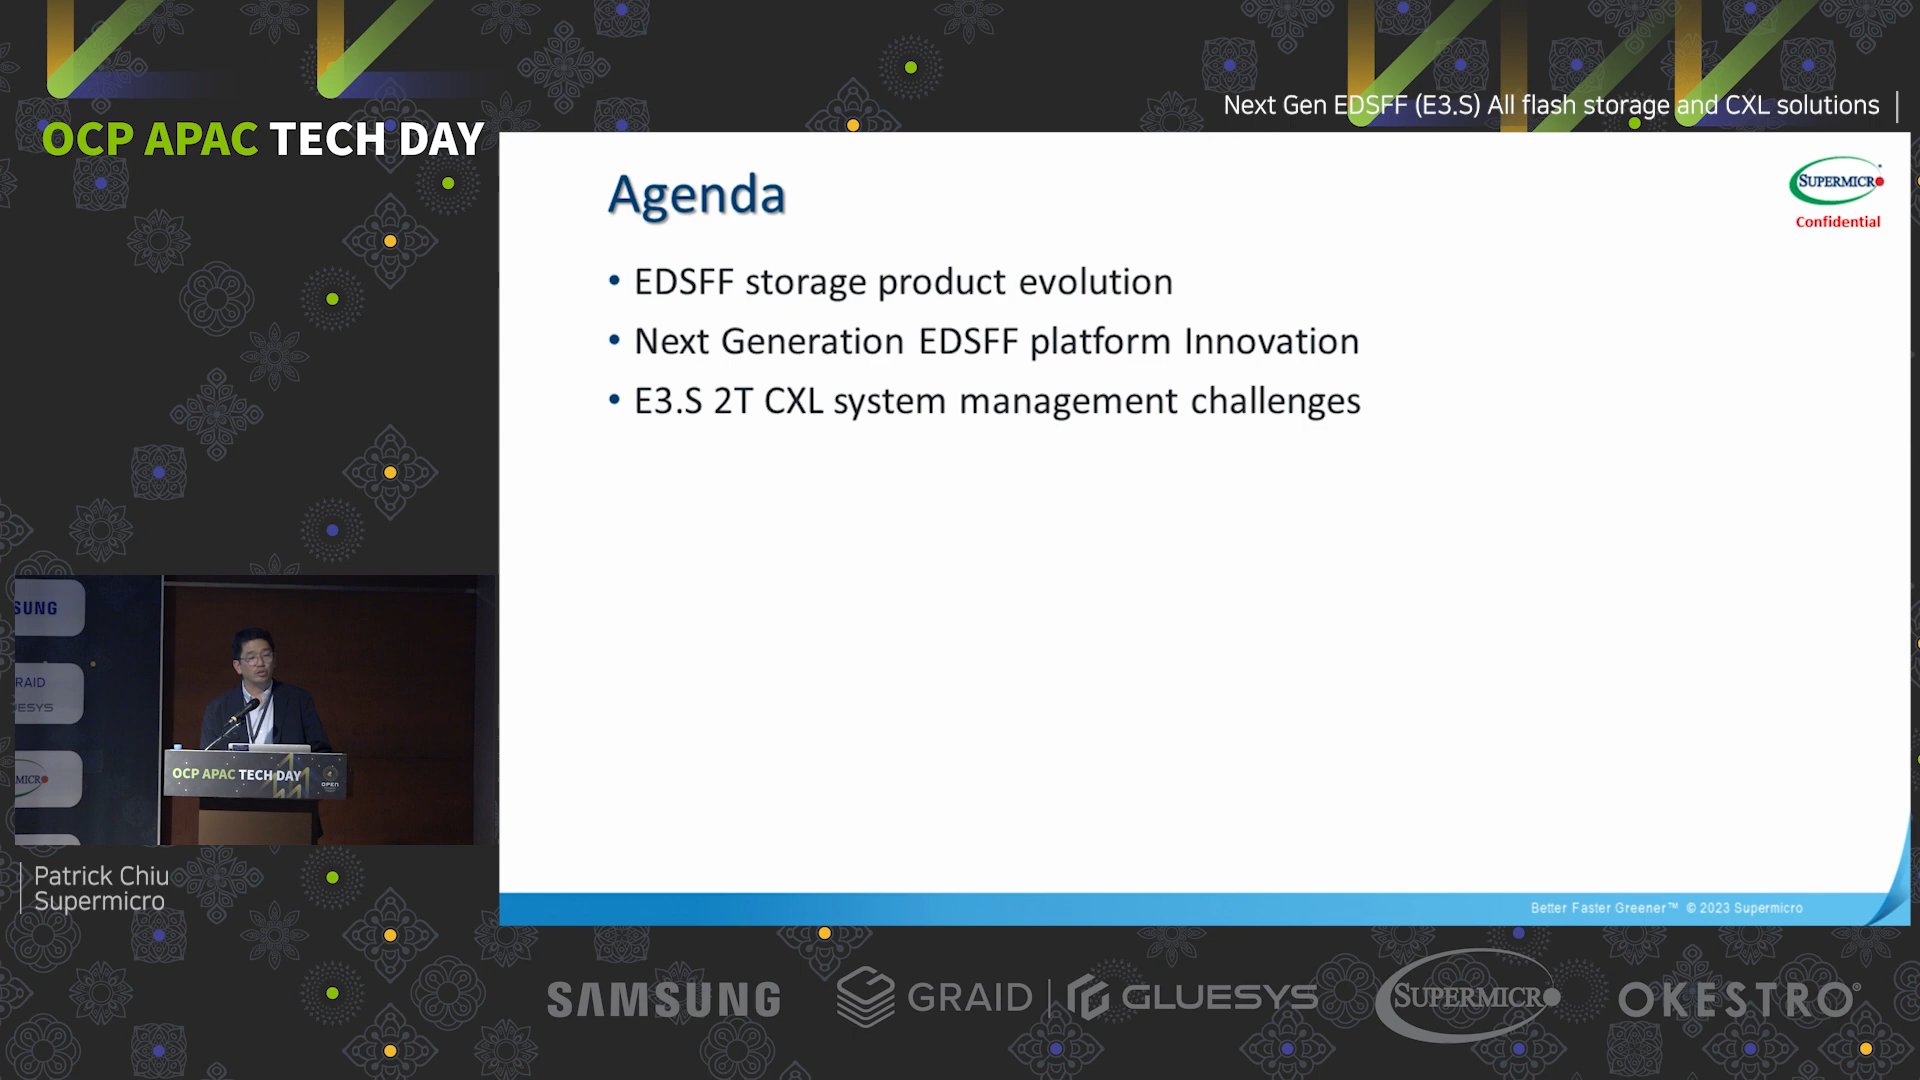 Next Gen EDSFF (E3.S) All flash storage and CXL solutions
OCP APAC TECH DAY
Agenda
SUPERMICRO
Confidential
• EDSFF storage product evolution
• Next Generation EDSFF platform Innovation
• E3.S 2T CXL system management challenges
SUNG
RAID
ESYS
MICRO
OCP APAC TECH DAY
OPEN
Patrick Chiu
Supermicro
Better Faster Greener™ © 2023 Supermicro
SAMSUNG
GRAID
GLUESYS
SUPERMICRO
OKESTRO®